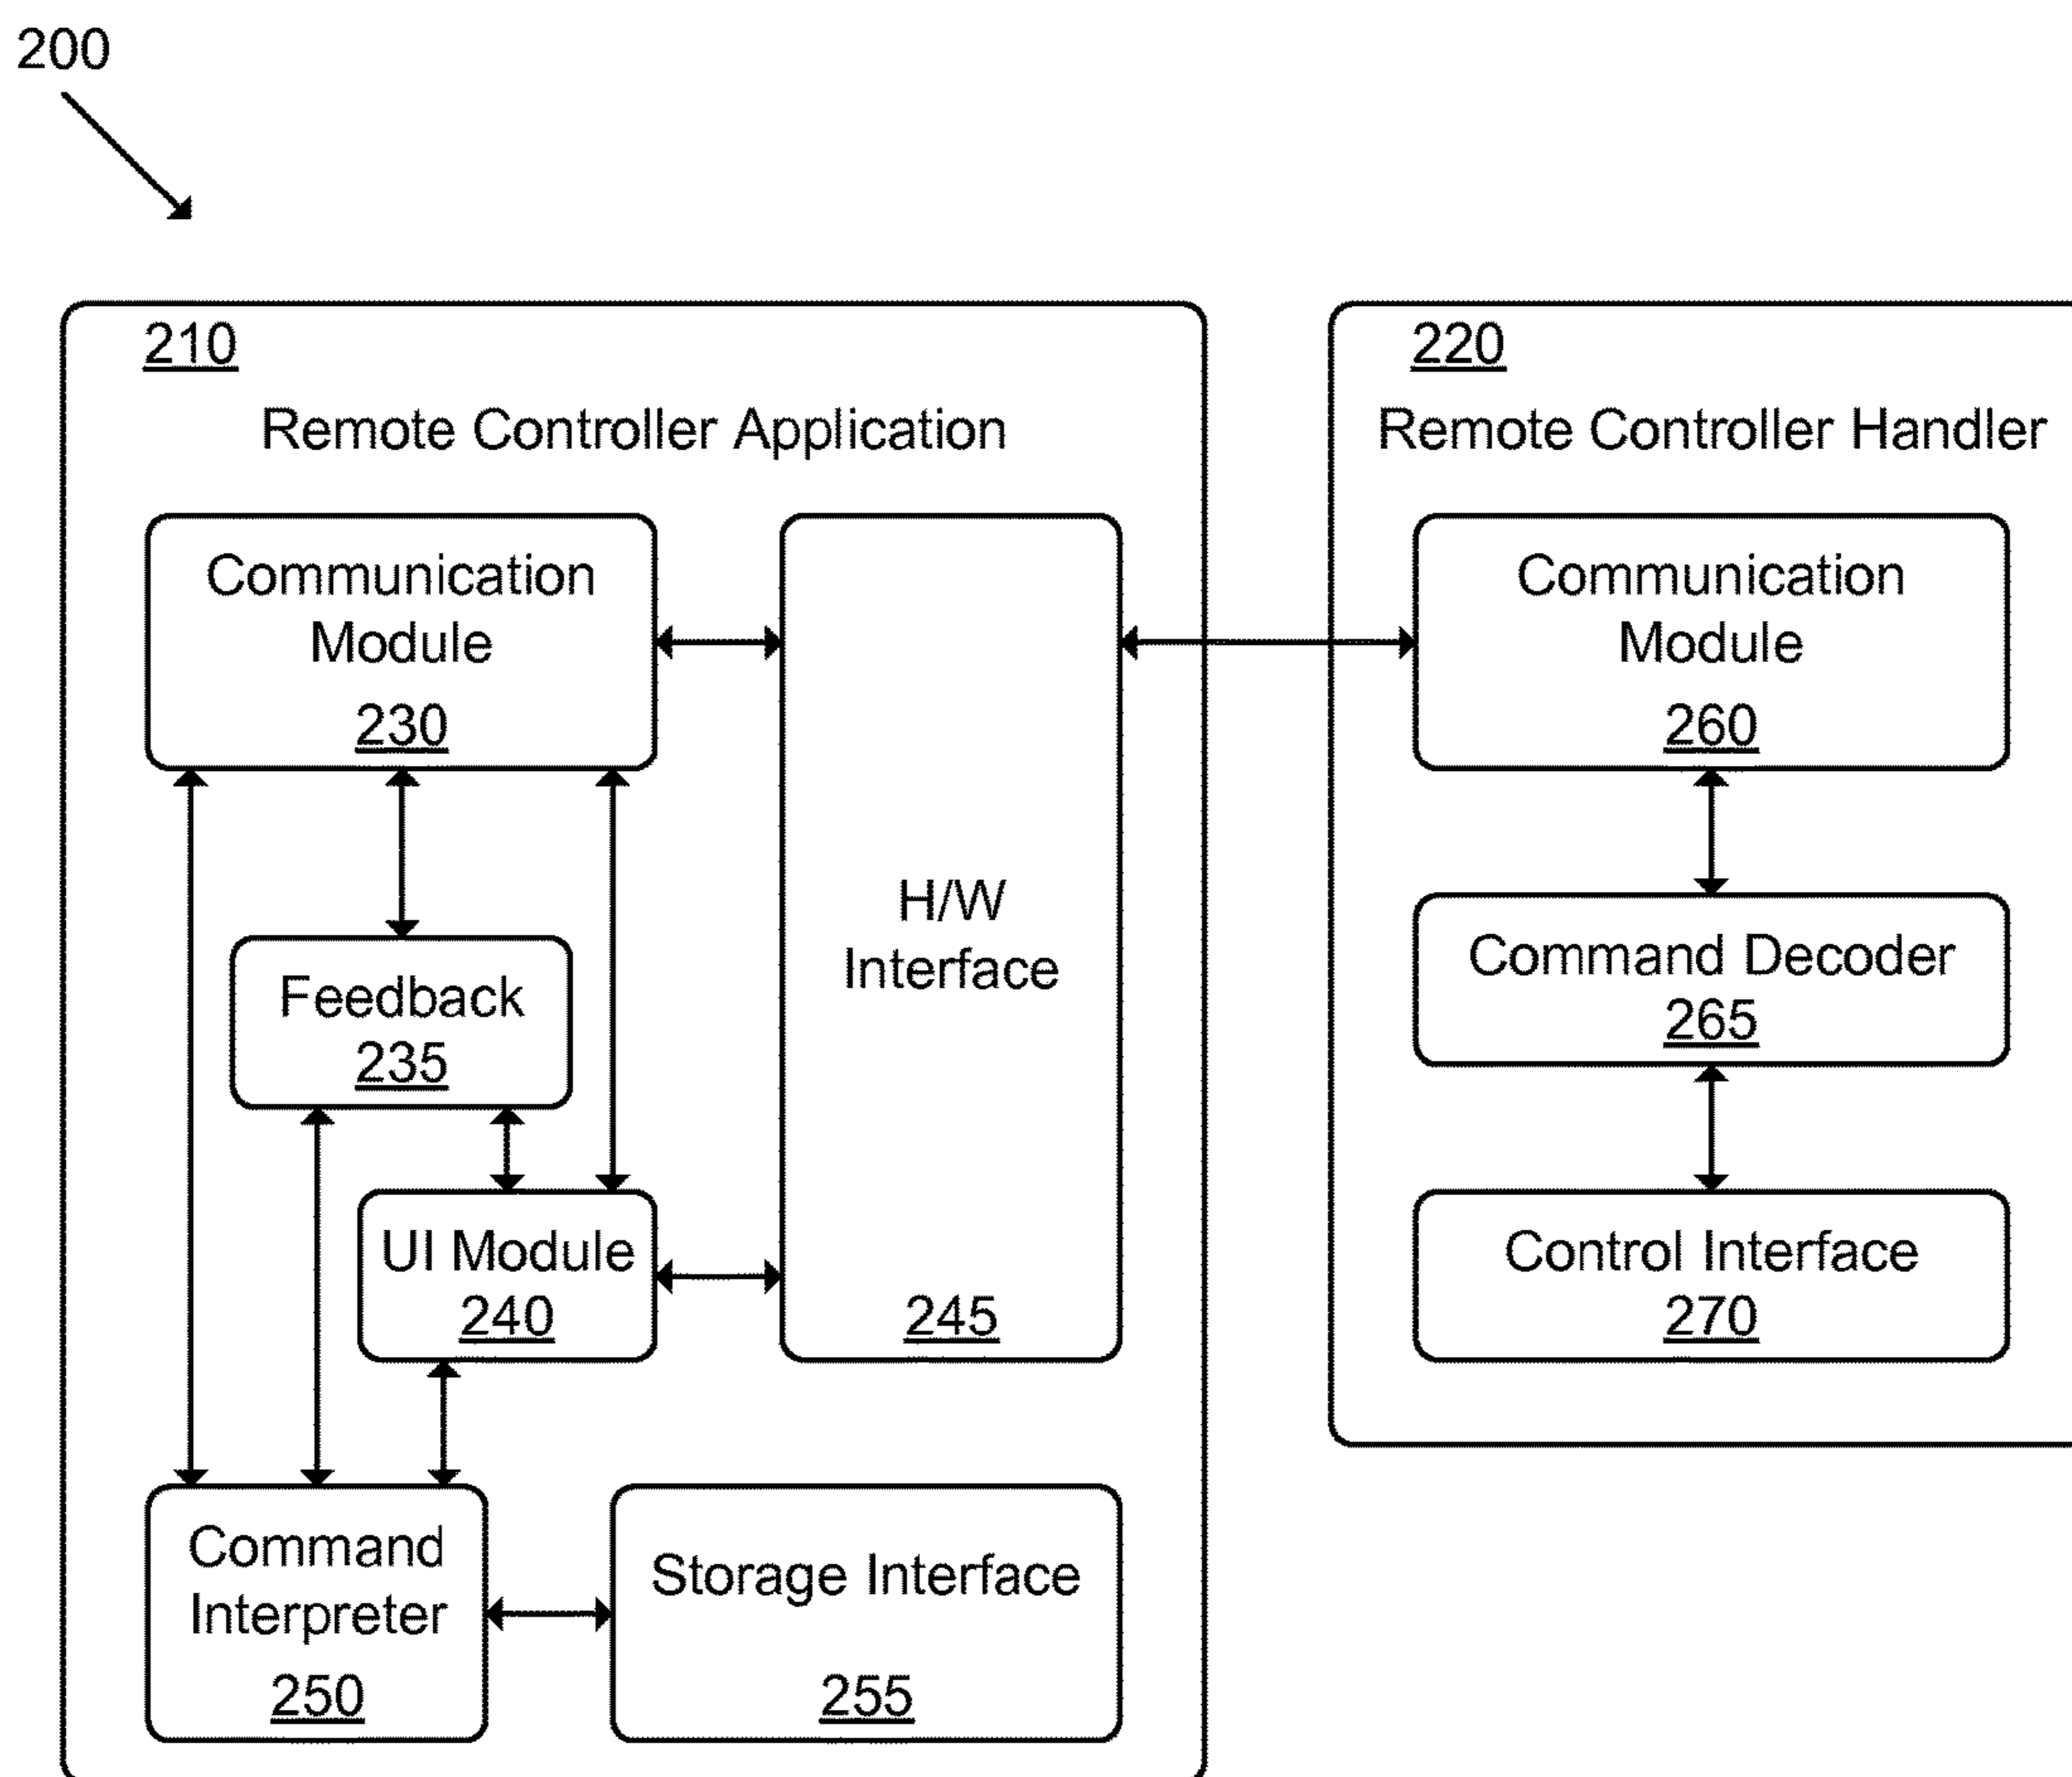 200
210
Remote Controller Application
Communication
Module
230
Feedback
235
UI Module
240
H/W
Interface
245
Command
Interpreter
250
Storage Interface
255
220
Remote Controller Handler
Communication
Module
260
Command Decoder
265
Control Interface
270